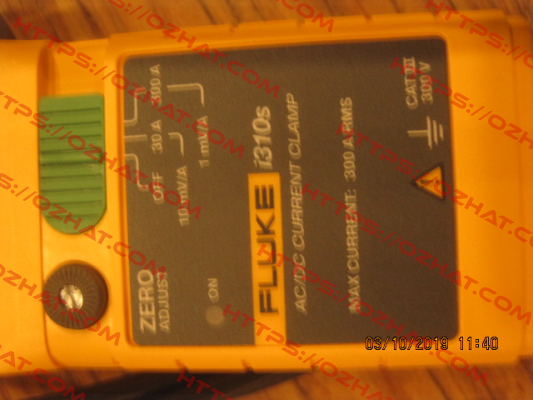 OFF 30 A 300 A
10 mV/A
1 mV/A
ZERO
ADJUST
ON
FLUKE i310s
AC/DC CURRENT CLAMP
MAX CURRENT: 300 A RMS
CAT III
300 V
03/10/2019 11:40
HTTPS://OZHAT.COM